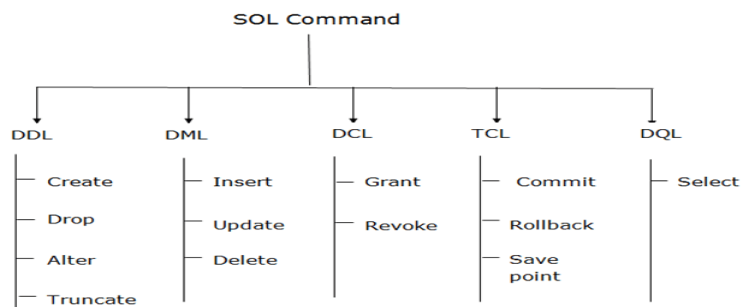 SOL Command
DDL
DML
DCL
TCL
DQL
Create
Drop
Alter
Truncate
Insert
Update
Delete
Grant
Revoke
Commit
Rollback
Save
point
Select